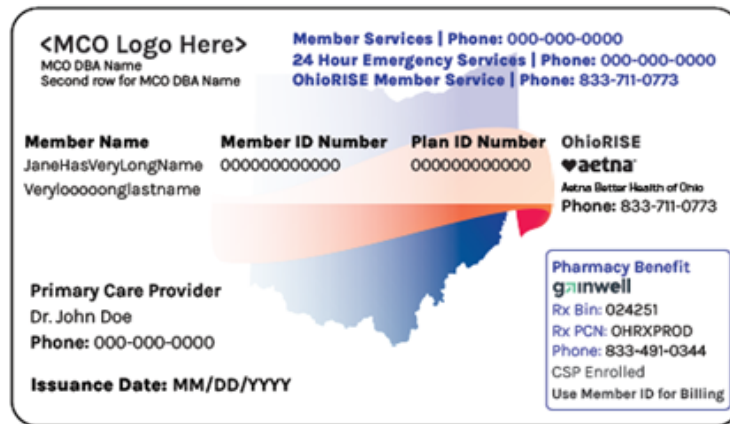 <MCO Logo Here>
MCO DBA Name
Second row for MCO DBA Name
Member Services | Phone: 000-000-0000
24 Hour Emergency Services | Phone: 000-000-0000
OhioRISE Member Service | Phone: 833-711-0773
Member Name
JaneHasVeryLongName
Verylooooonglastname
Member ID Number
000000000000
Plan ID Number
000000000000
OhioRISE
aetna
Aetna Better Health of Ohio
Phone: 833-711-0773
Primary Care Provider
Dr. John Doe
Phone: 000-000-0000
Issuance Date: MM/DD/YYYY
Pharmacy Benefit
gainwell
Rx Bin: 024251
Rx PCN: OHRXPROD
Phone: 833-491-0344
CSP Enrolled
Use Member ID for Billing